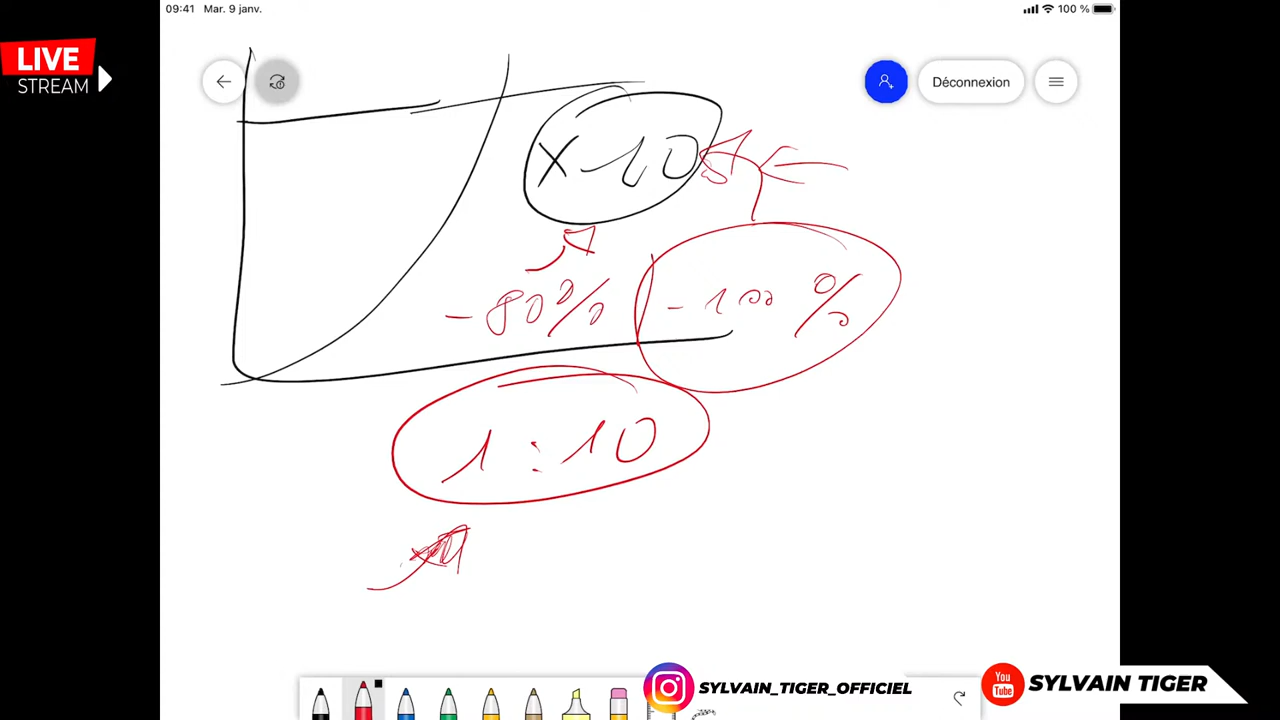 09:41 Mar. 9 janv.
100 %
LIVE
STREAM
Déconnexion
x-10
-80%
-100 %
1:10
SYLVAIN_TIGER_OFFICIEL
You
Tube
SYLVAIN TIGER